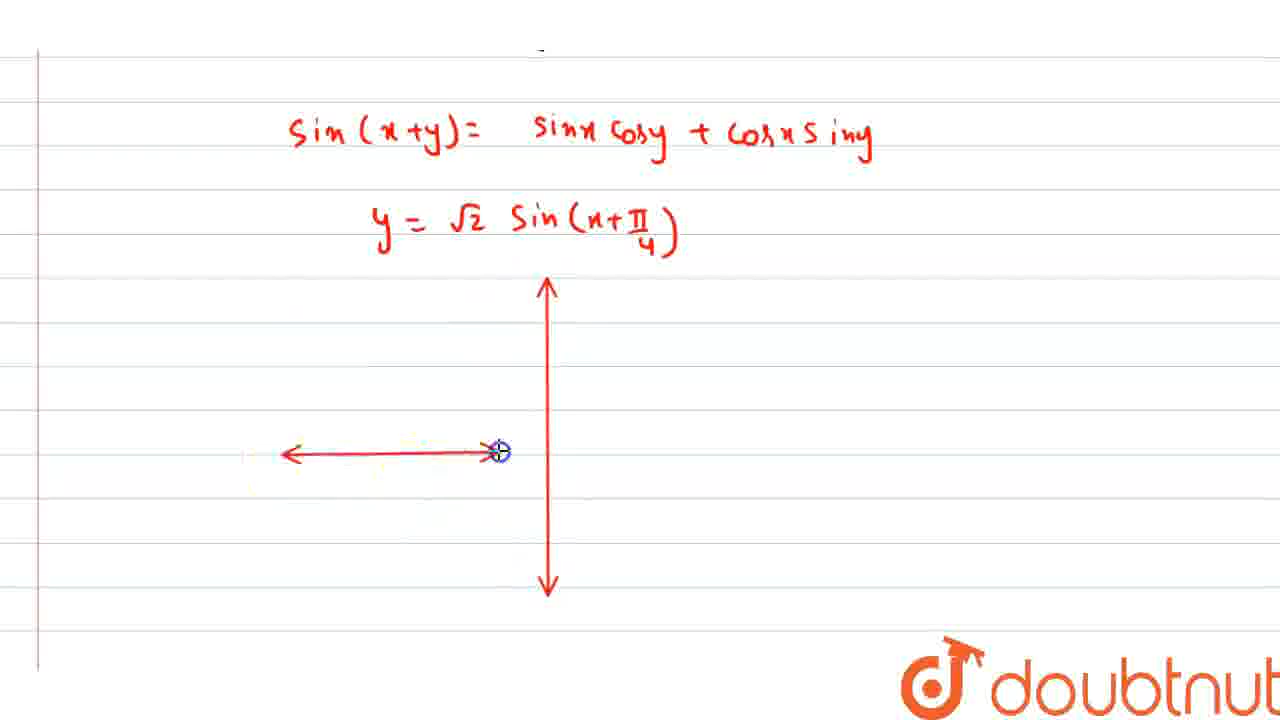 sin(x+y)= sinx cosy + cosx siny
y = √2 sin(x+π/4)
doubtnut